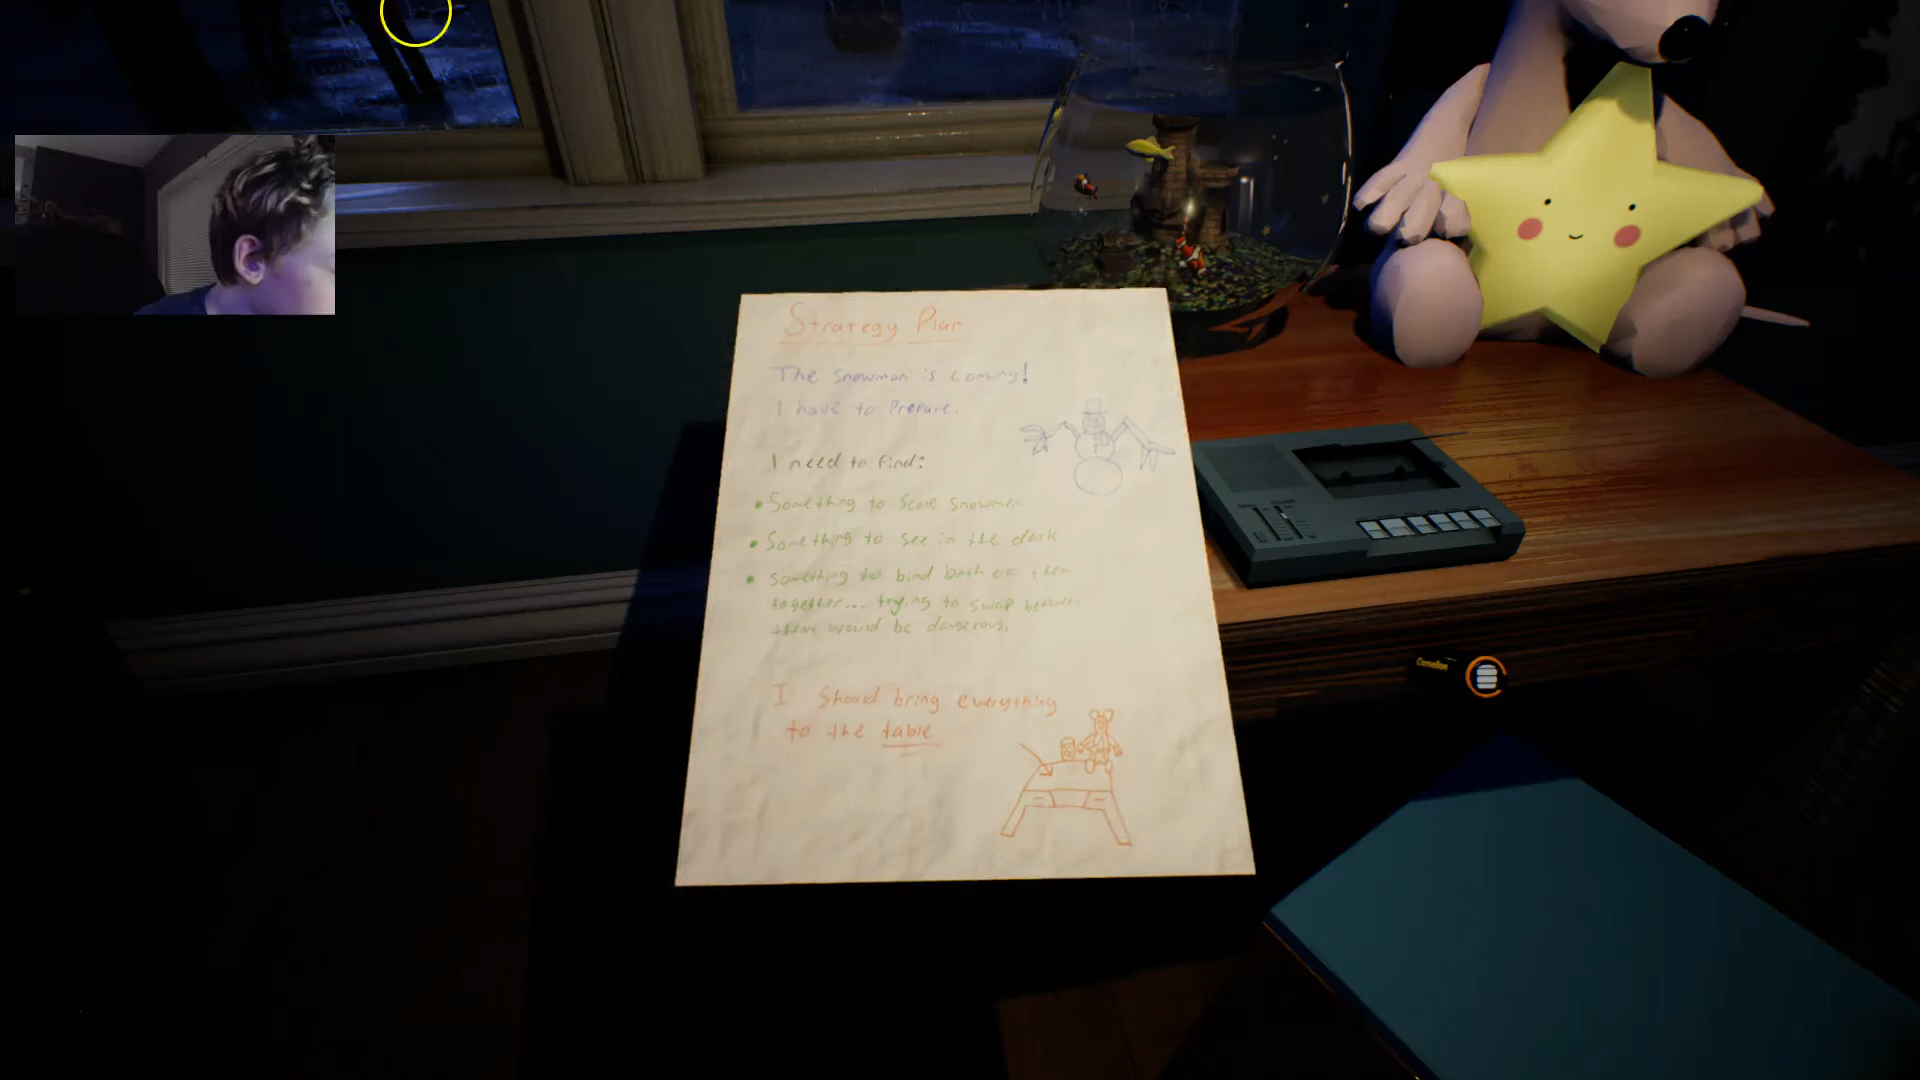 Strategy Plan
The snowman is coming!
I have to Prepare.
I need to find:
• Something to scare snowmen
• Something to see in the dark
• Something to bind both of them
together... trying to swap between
them would be dangerous.
I Should bring everything
to the table
Camelion